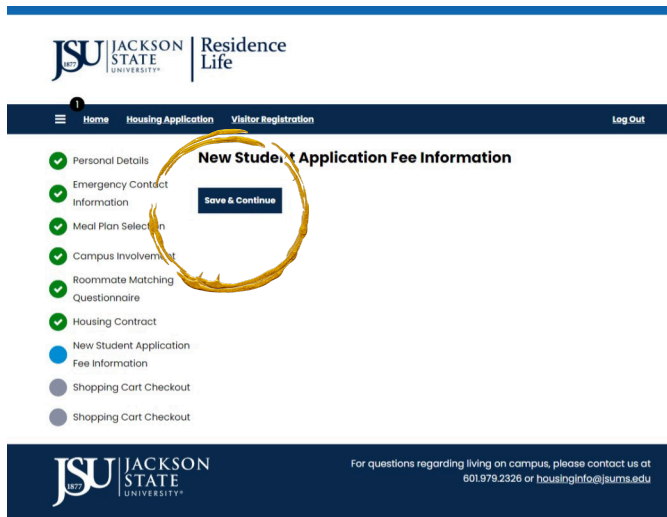 JSU
1877
JACKSON
STATE
UNIVERSITY
Residence
Life
1
Home Housing Application Visitor Registration Log Out
New Student Application Fee Information
Save & Continue
Personal Details
Emergency Contact
Information
Meal Plan Selection
Campus Involvement
Roommate Matching
Questionnaire
Housing Contract
New Student Application
Fee Information
Shopping Cart Checkout
Shopping Cart Checkout
JSU
1877
JACKSON
STATE
UNIVERSITY
For questions regarding living on campus, please contact us at
601.979.2326 or housinginfo@jsums.edu